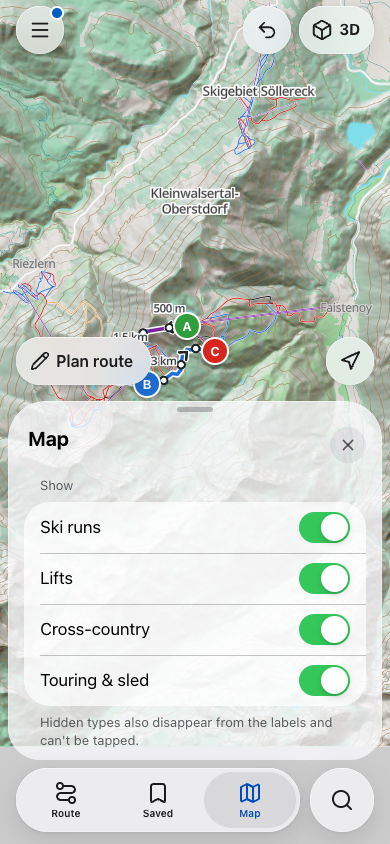 3D
Skigebiet Söllereck
Kleinwalsertal-
Oberstdorf
Riezlern
Faistenoy
500 m
A
1.5 km
C
Plan route
3 km
B
Map
Show
Ski runs
Lifts
Cross-country
Touring & sled
Hidden types also disappear from the labels and
can't be tapped.
Route
Saved
Map